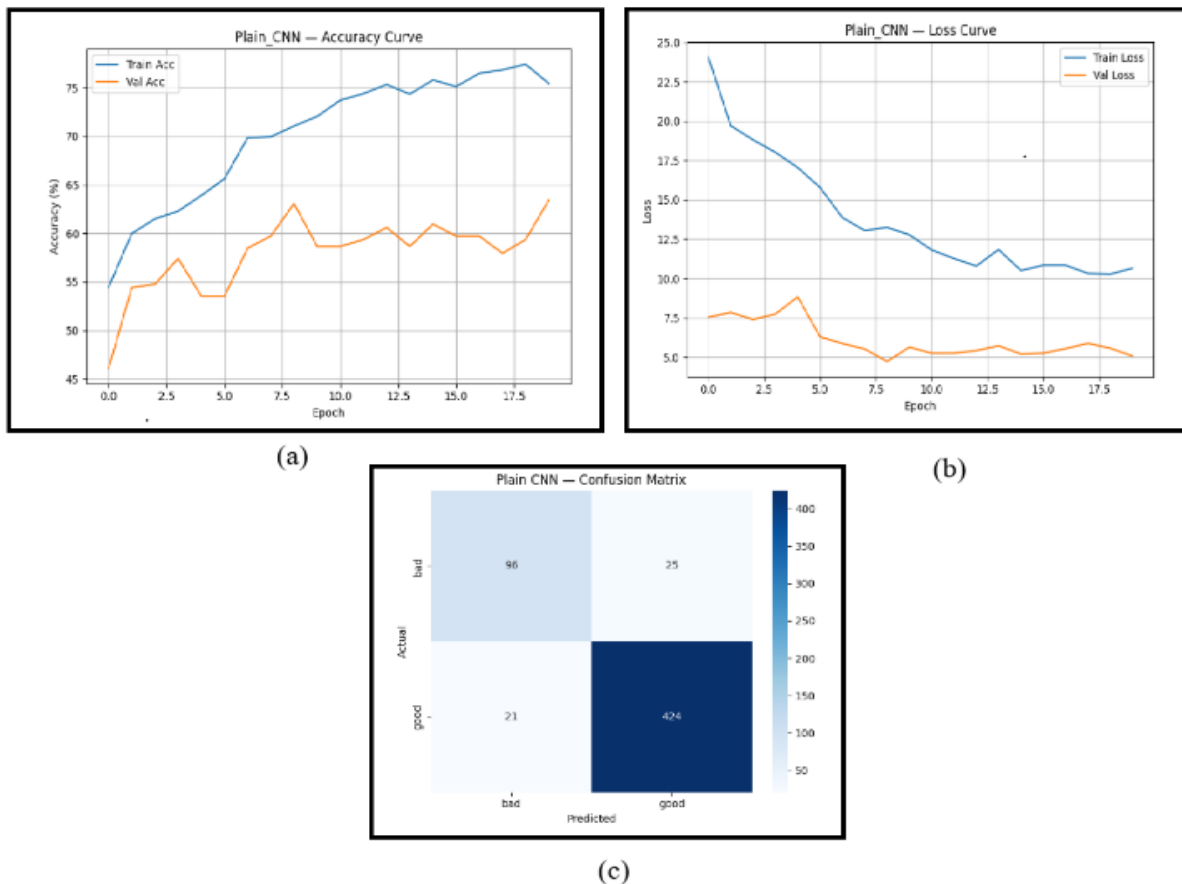 Plain_CNN — Accuracy Curve
Train Acc
Val Acc
75
70
65
60
55
50
45
Accuracy (%)
0.0 2.5 5.0 7.5 10.0 12.5 15.0 17.5
Epoch
(a)
Plain_CNN — Loss Curve
Train Loss
Val Loss
25.0
22.5
20.0
17.5
15.0
12.5
10.0
7.5
5.0
Loss
0.0 2.5 5.0 7.5 10.0 12.5 15.0 17.5
Epoch
(b)
Plain CNN — Confusion Matrix
Actual
bad
96 25
good
21 424
bad good
Predicted
400
350
300
250
200
150
100
50
(c)